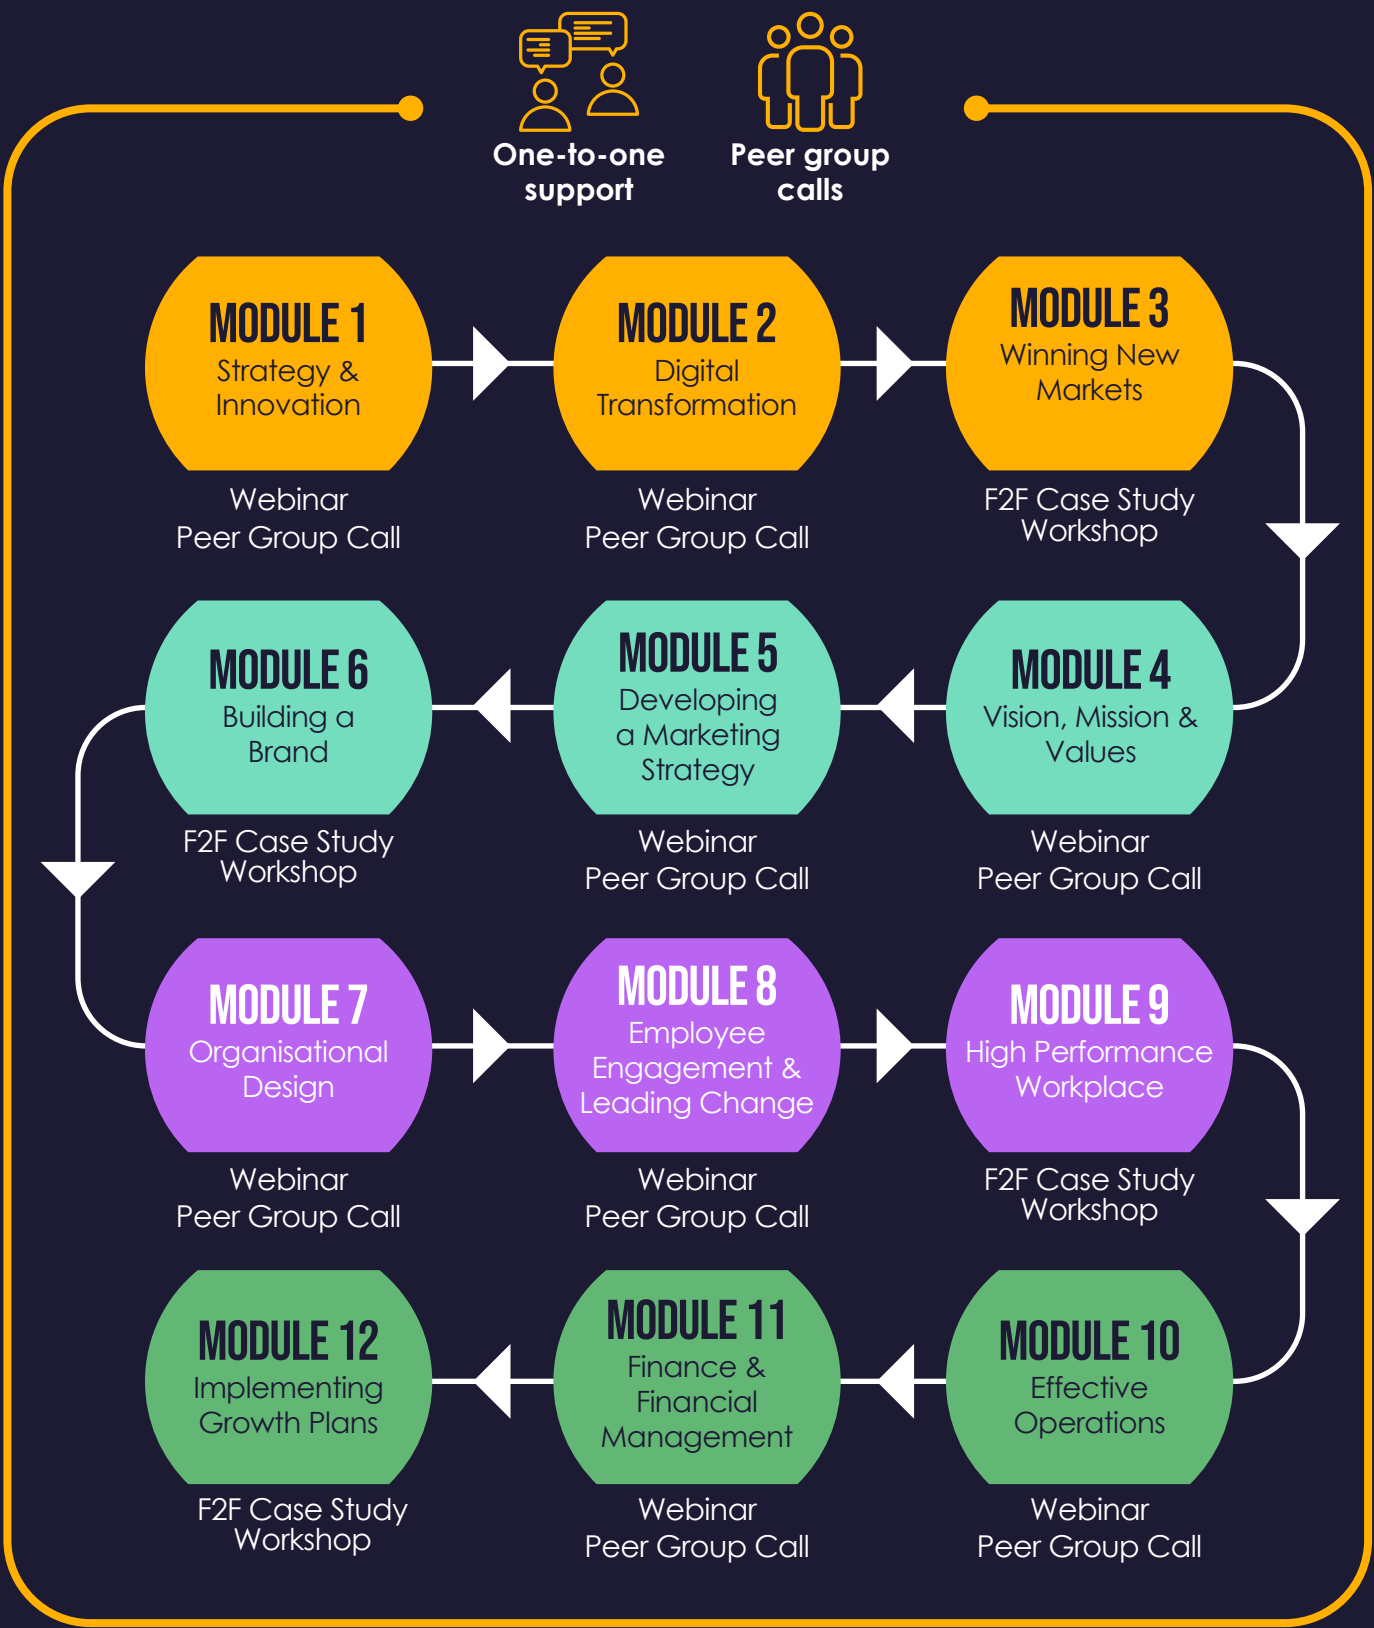 One-to-one
support
Peer group
calls
MODULE 1
Strategy &
Innovation
Webinar
Peer Group Call
MODULE 2
Digital
Transformation
Webinar
Peer Group Call
MODULE 3
Winning New
Markets
F2F Case Study
Workshop
MODULE 4
Vision, Mission &
Values
Webinar
Peer Group Call
MODULE 5
Developing
a Marketing
Strategy
Webinar
Peer Group Call
MODULE 6
Building a
Brand
F2F Case Study
Workshop
MODULE 7
Organisational
Design
Webinar
Peer Group Call
MODULE 8
Employee
Engagement &
Leading Change
Webinar
Peer Group Call
MODULE 9
High Performance
Workplace
F2F Case Study
Workshop
MODULE 10
Effective
Operations
Webinar
Peer Group Call
MODULE 11
Finance &
Financial
Management
Webinar
Peer Group Call
MODULE 12
Implementing
Growth Plans
F2F Case Study
Workshop